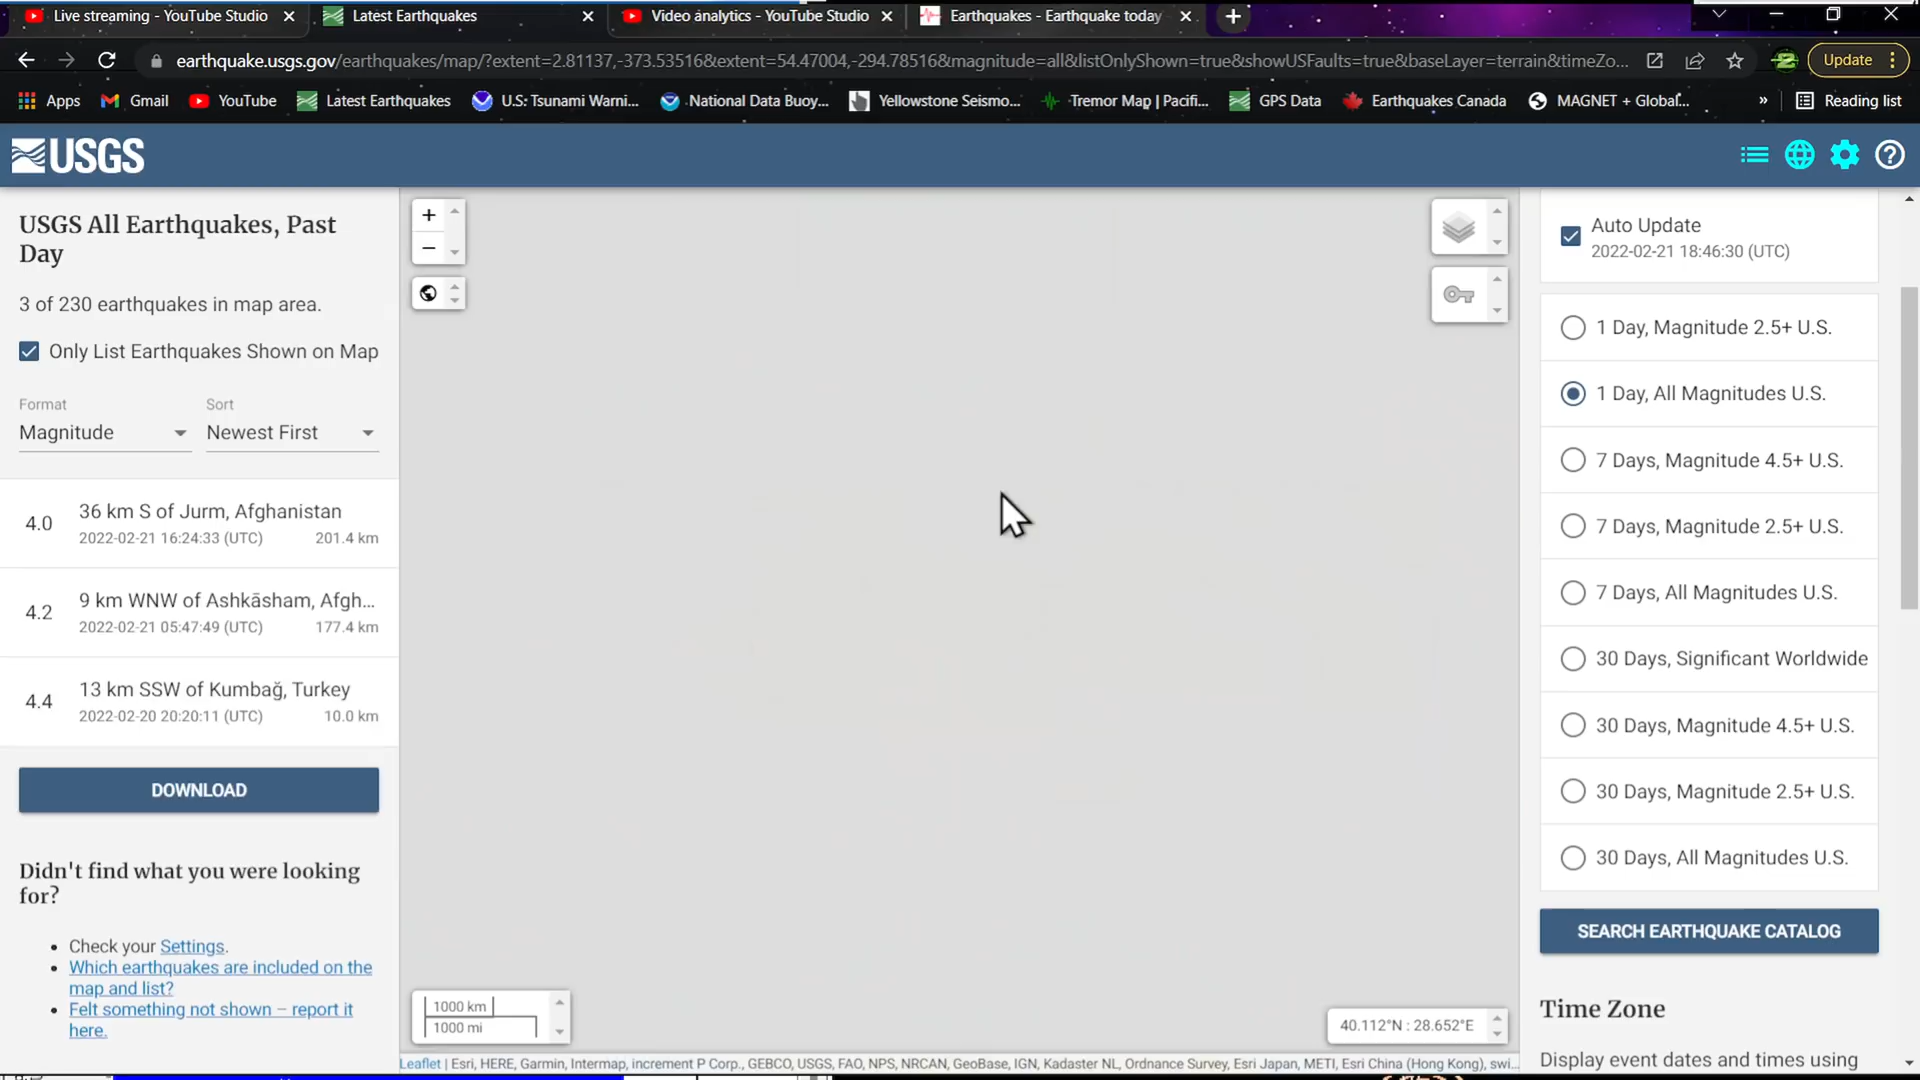 Live streaming - YouTube Studio
Latest Earthquakes
Video analytics - YouTube Studio
Earthquakes - Earthquake today
earthquake.usgs.gov/earthquakes/map/?extent=2.81137,-373.53516&extent=54.47004,-294.78516&magnitude=all&listOnlyShown=true&showUSFaults=true&baseLayer=terrain&timeZo...
Update
Apps
Gmail
YouTube
Latest Earthquakes
U.S: Tsunami Warni...
National Data Buoy...
Yellowstone Seismo...
Tremor Map | Pacifi...
GPS Data
Earthquakes Canada
MAGNET + Global...
»
Reading list
USGS
USGS All Earthquakes, Past
Day
3 of 230 earthquakes in map area.
Only List Earthquakes Shown on Map
Format
Sort
Magnitude
Newest First
4.0
36 km S of Jurm, Afghanistan
2022-02-21 16:24:33 (UTC)
201.4 km
4.2
9 km WNW of Ashkāsham, Afgh...
2022-02-21 05:47:49 (UTC)
177.4 km
4.4
13 km SSW of Kumbağ, Turkey
2022-02-20 20:20:11 (UTC)
10.0 km
DOWNLOAD
Didn't find what you were looking
for?
Check your Settings.
Which earthquakes are included on the
map and list?
Felt something not shown – report it
here.
+
−
1000 km
1000 mi
40.112°N : 28.652°E
Leaflet | Esri, HERE, Garmin, Intermap, increment P Corp., GEBCO, USGS, FAO, NPS, NRCAN, GeoBase, IGN, Kadaster NL, Ordnance Survey, Esri Japan, METI, Esri China (Hong Kong), swi...
Auto Update
2022-02-21 18:46:30 (UTC)
1 Day, Magnitude 2.5+ U.S.
1 Day, All Magnitudes U.S.
7 Days, Magnitude 4.5+ U.S.
7 Days, Magnitude 2.5+ U.S.
7 Days, All Magnitudes U.S.
30 Days, Significant Worldwide
30 Days, Magnitude 4.5+ U.S.
30 Days, Magnitude 2.5+ U.S.
30 Days, All Magnitudes U.S.
SEARCH EARTHQUAKE CATALOG
Time Zone
Display event dates and times using